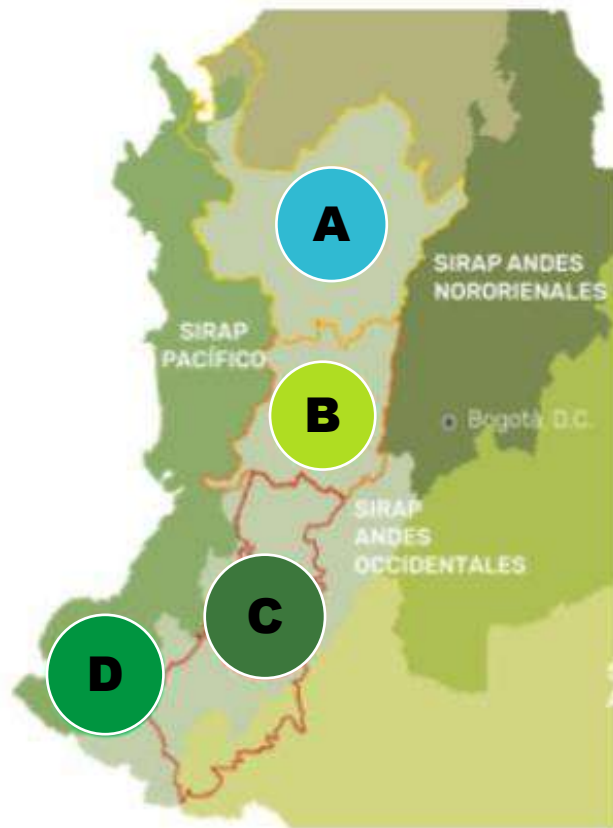 A
SIRAP ANDES
NORORIENALES
SIRAP
PACÍFICO
B
Bogotá, D.C.
SIRAP
ANDES
OCCIDENTALES
C
D